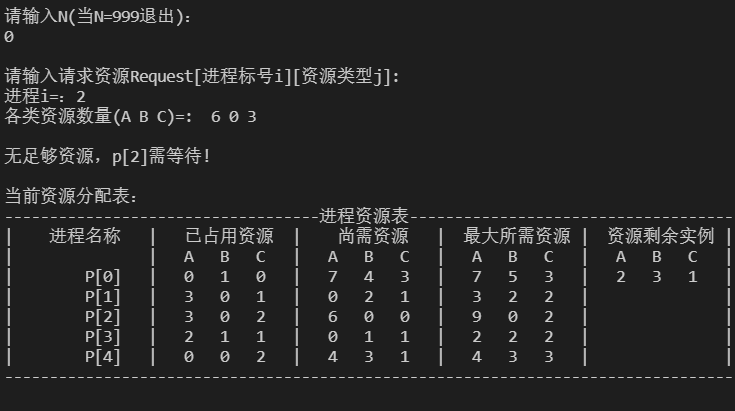 请输入N(当N=999退出):
0
请输入请求资源Request[进程标号i][资源类型j]:
进程i=: 2
各类资源数量(A B C)=:  6 0 3
无足够资源，p[2]需等待!
当前资源分配表:
-----------------------------------进程资源表------------------------------------
|    进程名称    |    已占用资源    |    尚需资源    |  最大所需资源  |  资源剩余实例  |
|                |   A   B   C   |   A   B   C   |   A   B   C   |   A   B   C   |
|        P[0]    |   0   1   0   |   7   4   3   |   7   5   3   |   2   3   1   |
|        P[1]    |   3   0   1   |   0   2   1   |   3   2   2   |               |
|        P[2]    |   3   0   2   |   6   0   0   |   9   0   2   |               |
|        P[3]    |   2   1   1   |   0   1   1   |   2   2   2   |               |
|        P[4]    |   0   0   2   |   4   3   1   |   4   3   3   |               |
---------------------------------------------------------------------------------